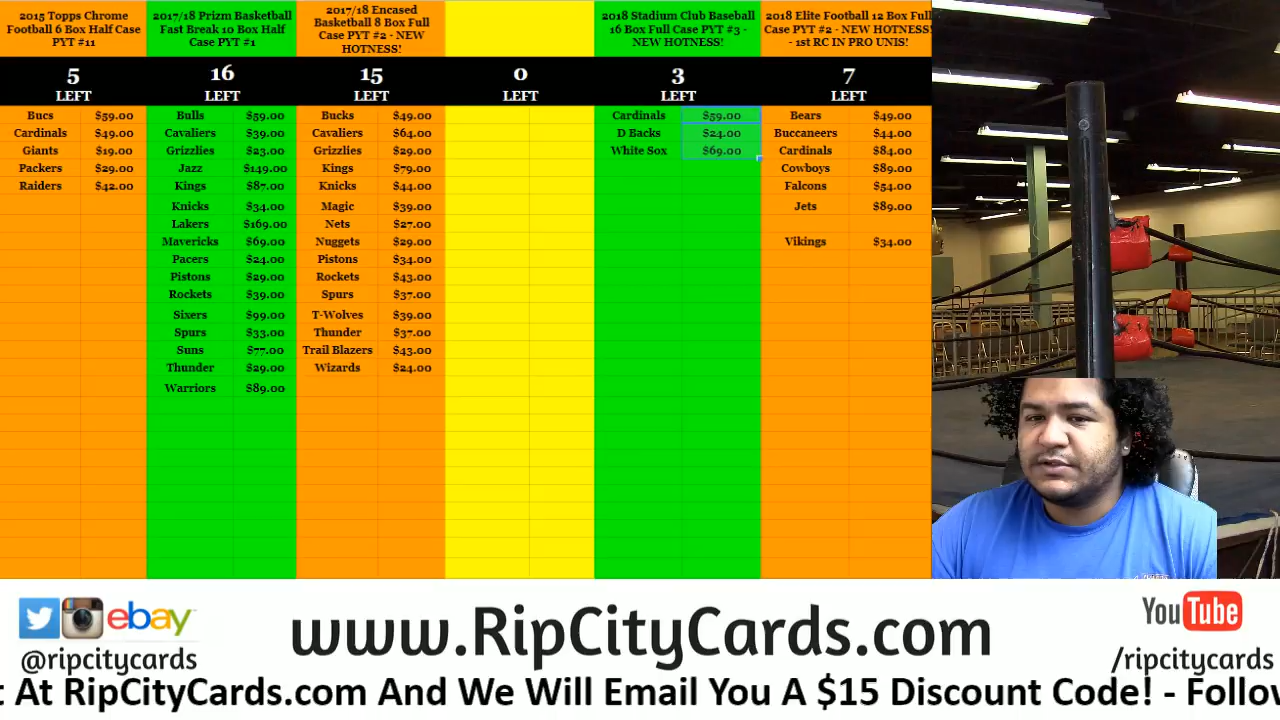 2015 Topps Chrome
Football 6 Box Half Case
PYT #11
5
LEFT
Bucs $59.00
Cardinals $49.00
Giants $19.00
Packers $29.00
Raiders $42.00
2017/18 Prizm Basketball
Fast Break 10 Box Half
Case PYT #1
16
LEFT
Bulls $59.00
Cavaliers $39.00
Grizzlies $23.00
Jazz $149.00
Kings $87.00
Knicks $34.00
Lakers $169.00
Mavericks $69.00
Pacers $24.00
Pistons $29.00
Rockets $39.00
Sixers $99.00
Spurs $33.00
Suns $77.00
Thunder $29.00
Warriors $89.00
2017/18 Encased
Basketball 8 Box Full
Case PYT #2 - NEW
HOTNESS!
15
LEFT
Bucks $49.00
Cavaliers $64.00
Grizzlies $29.00
Kings $79.00
Knicks $44.00
Magic $39.00
Nets $27.00
Nuggets $29.00
Pistons $34.00
Rockets $43.00
Spurs $37.00
T-Wolves $39.00
Thunder $37.00
Trail Blazers $43.00
Wizards $24.00
0
LEFT
2018 Stadium Club Baseball
16 Box Full Case PYT #3 -
NEW HOTNESS!
3
LEFT
Cardinals $59.00
D Backs $24.00
White Sox $69.00
2018 Elite Football 12 Box Full
Case PYT #2 - NEW HOTNESS!
- 1st RC IN PRO UNIS!
7
LEFT
Bears $49.00
Buccaneers $44.00
Cardinals $84.00
Cowboys $89.00
Falcons $54.00
Jets $89.00
Vikings $34.00
ebay
@ripcitycards
www.RipCityCards.com
YouTube
/ripcitycards
t At RipCityCards.com And We Will Email You A $15 Discount Code! - Follow